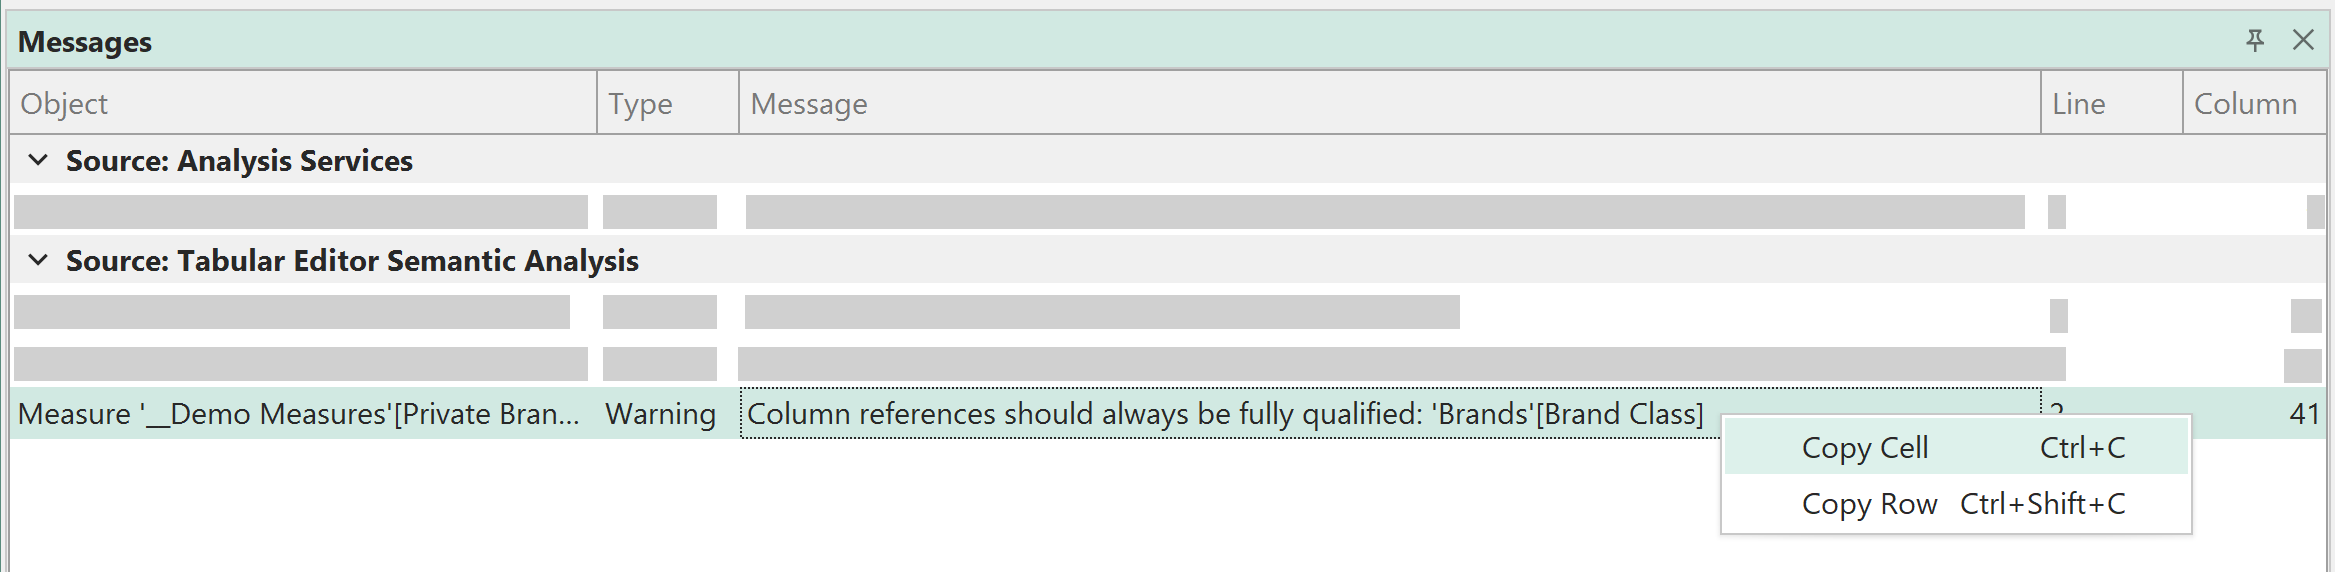 Messages
Object Type Message Line Column
Source: Analysis Services
Source: Tabular Editor Semantic Analysis
Measure '__Demo Measures'[Private Bran... Warning Column references should always be fully qualified: 'Brands'[Brand Class] 41
Copy Cell Ctrl+C
Copy Row Ctrl+Shift+C